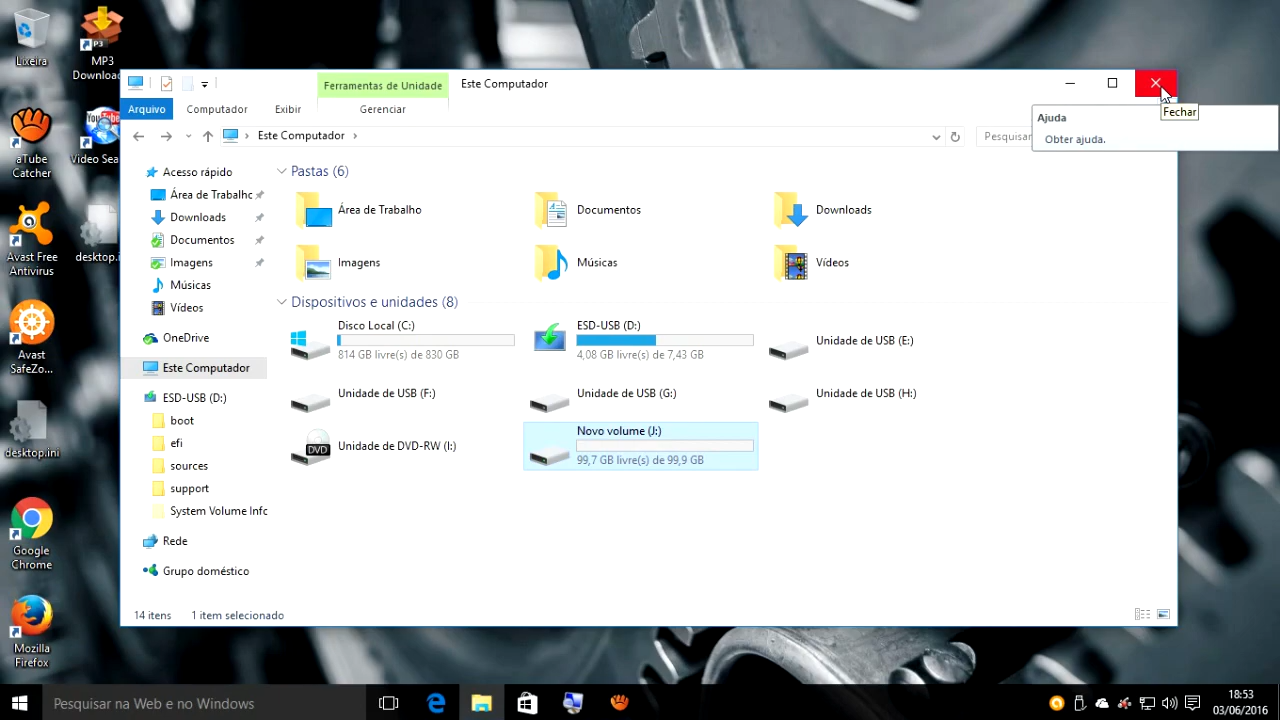 Lixeira
P3
MP3
Downloa
aTube
Catcher
YouTube
Video Sea
Avast Free
Antivirus
desktop.in
Avast
SafeZo...
desktop.ini
Google
Chrome
Mozilla
Firefox
Ferramentas de Unidade
Este Computador
Arquivo
Computador
Exibir
Gerenciar
Fechar
Ajuda
Obter ajuda.
Este Computador
Pesquisar
Acesso rápido
Área de Trabalho
Downloads
Documentos
Imagens
Músicas
Vídeos
OneDrive
Este Computador
ESD-USB (D:)
boot
efi
sources
support
System Volume Info
Rede
Grupo doméstico
Pastas (6)
Área de Trabalho
Documentos
Downloads
Imagens
Músicas
Vídeos
Dispositivos e unidades (8)
Disco Local (C:)
814 GB livre(s) de 830 GB
ESD-USB (D:)
4,08 GB livre(s) de 7,43 GB
Unidade de USB (E:)
Unidade de USB (F:)
Unidade de USB (G:)
Unidade de USB (H:)
DVD
Unidade de DVD-RW (I:)
Novo volume (J:)
99,7 GB livre(s) de 99,9 GB
14 itens
1 item selecionado
Pesquisar na Web e no Windows
18:53
03/06/2016